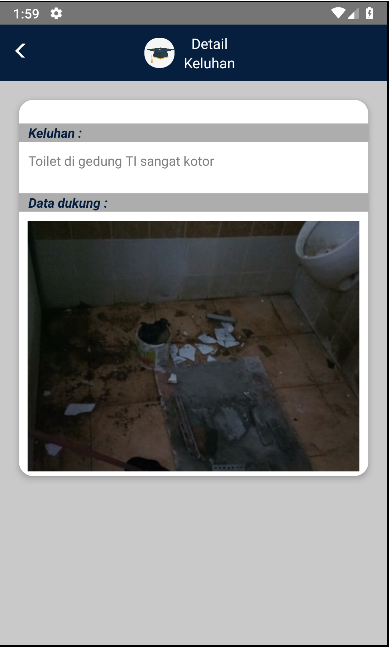 1:59
Detail
Keluhan
Keluhan :
Toilet di gedung TI sangat kotor
Data dukung :